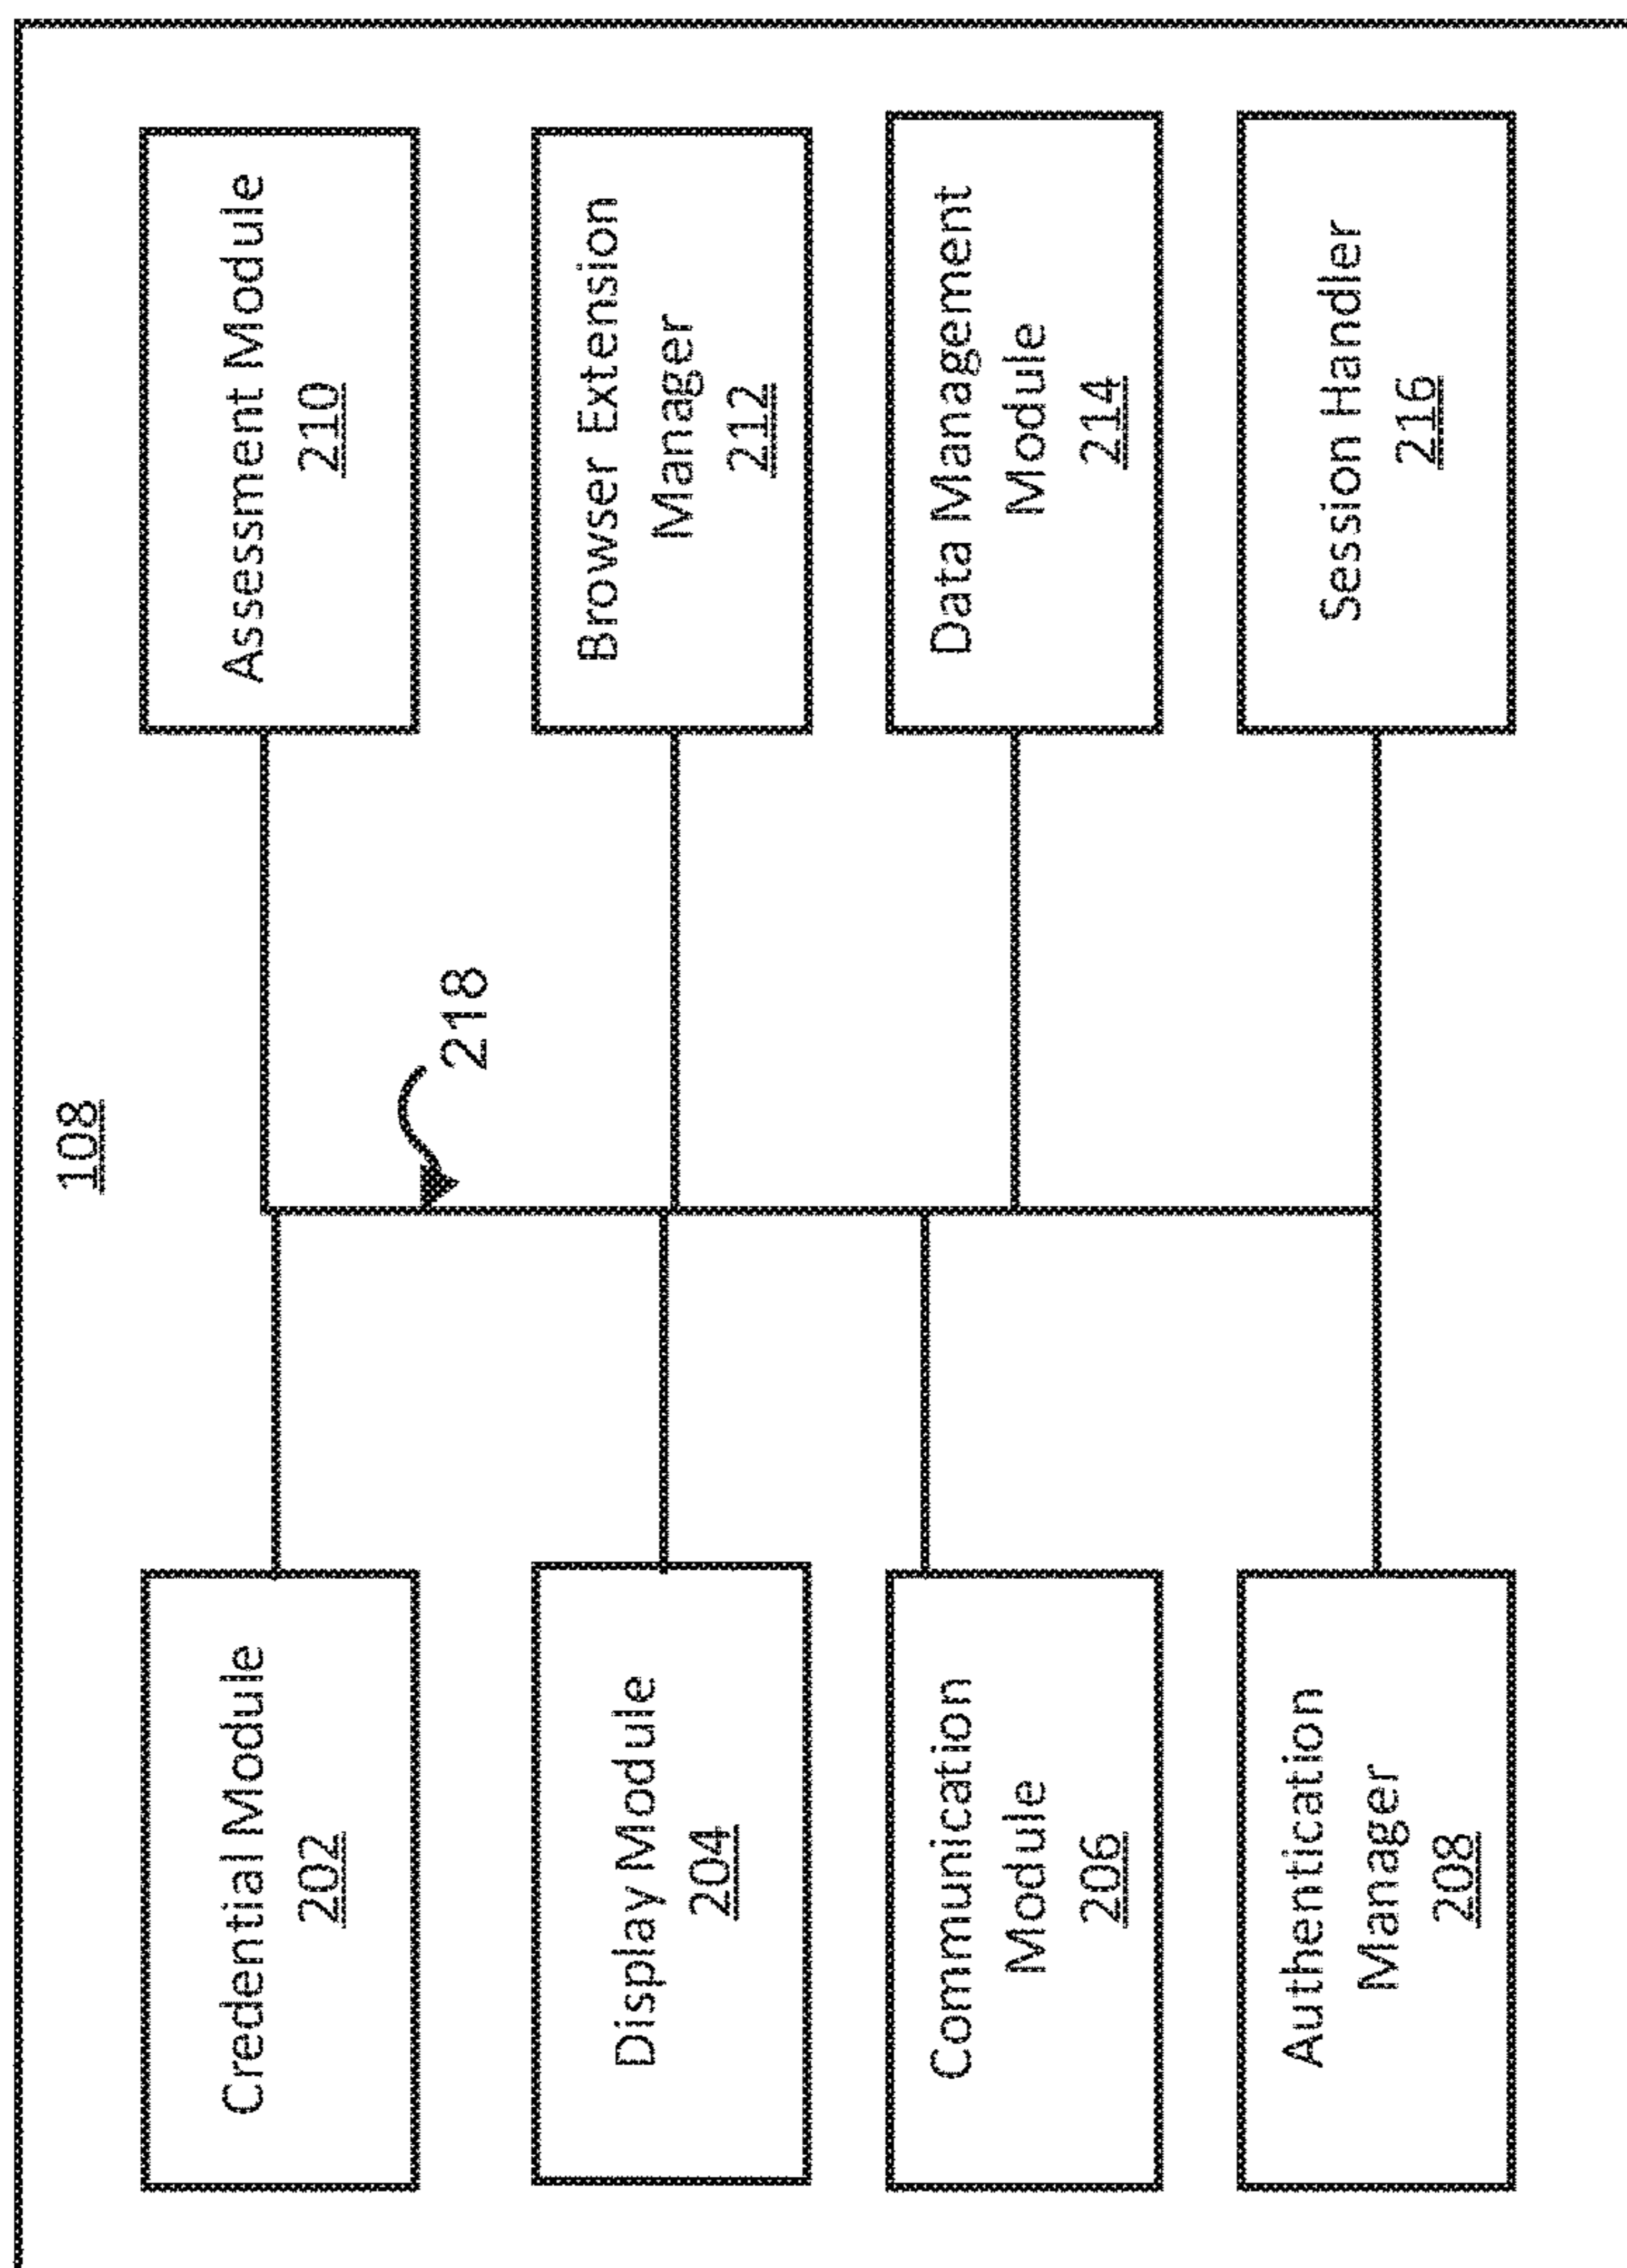 108
Credential Module
202
Assessment Module
210
218
Display Module
204
Browser Extension
Manager
212
Communication
Module
206
Data Management
Module
214
Authentication
Manager
208
Session Handler
216